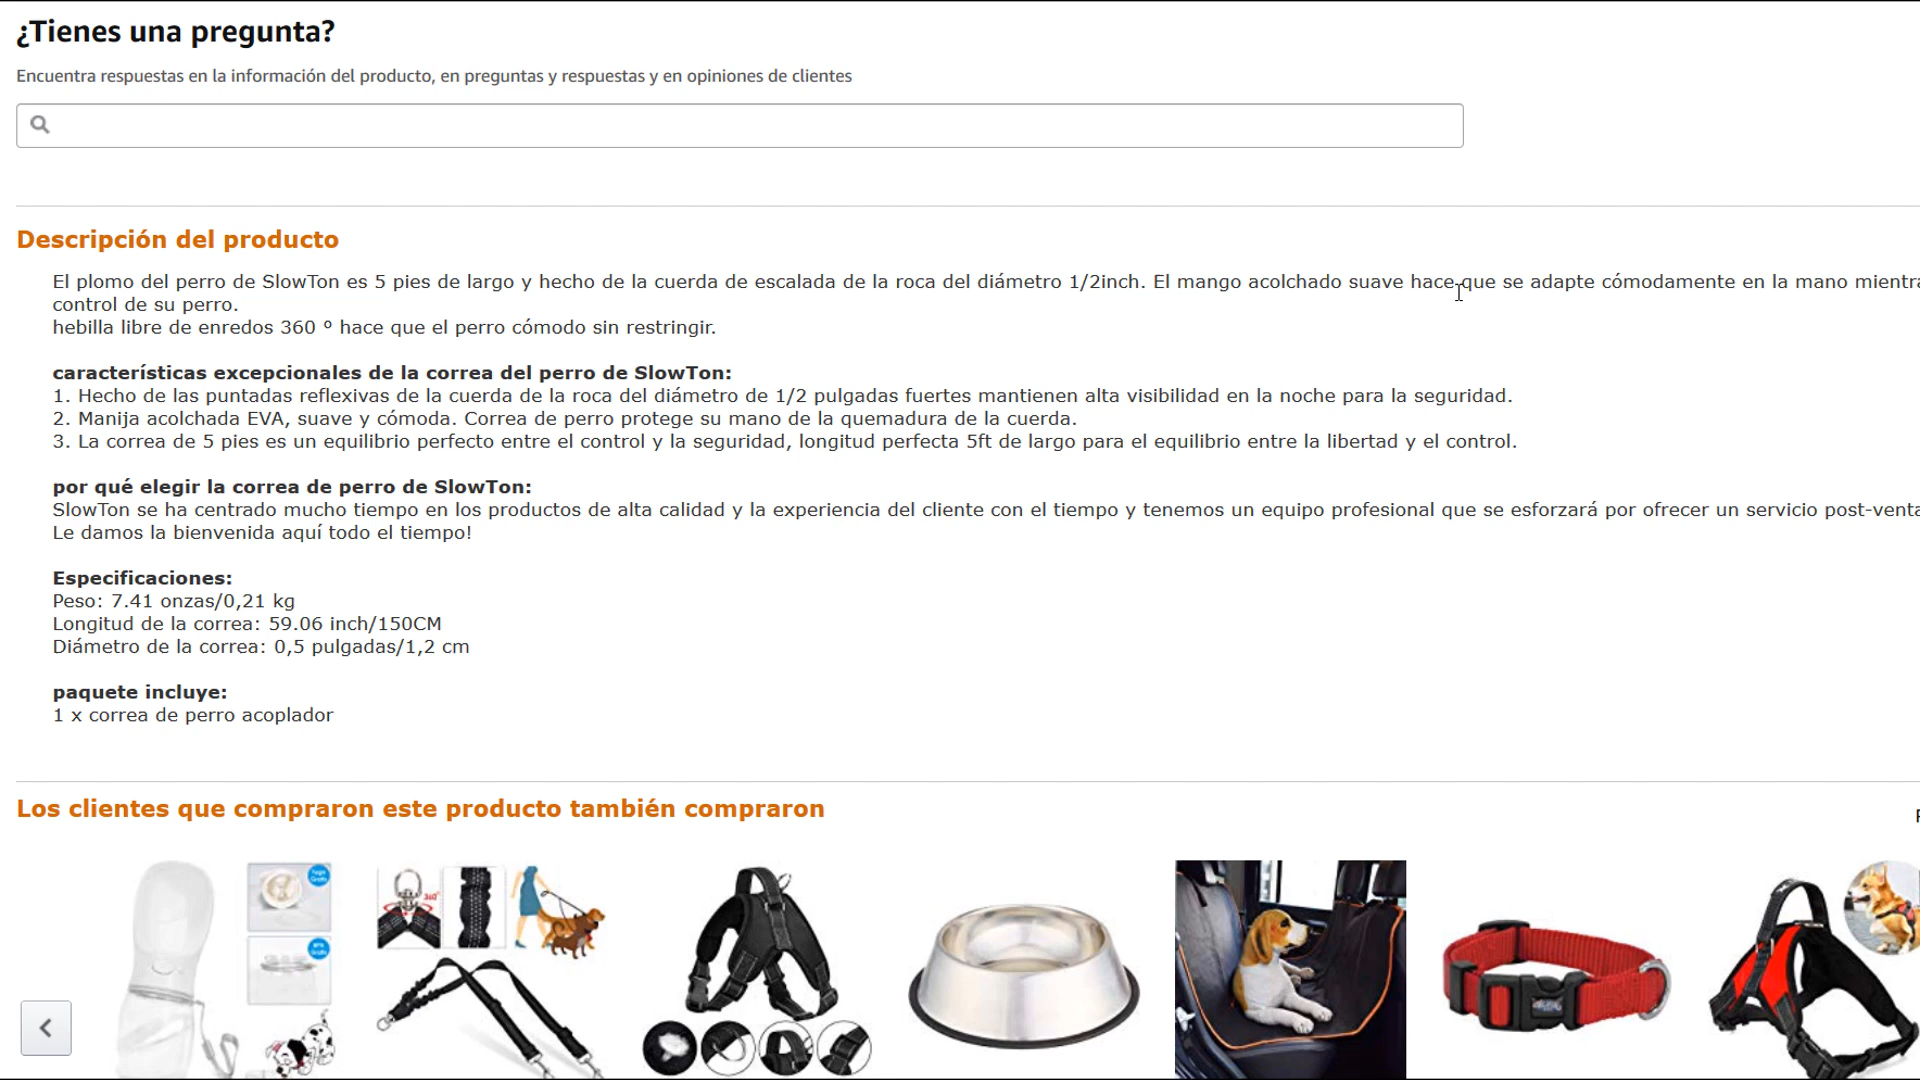 ¿Tienes una pregunta?
Encuentra respuestas en la información del producto, en preguntas y respuestas y en opiniones de clientes
Descripción del producto
El plomo del perro de SlowTon es 5 pies de largo y hecho de la cuerda de escalada de la roca del diámetro 1/2inch. El mango acolchado suave hace que se adapte cómodamente en la mano
control de su perro.
hebilla libre de enredos 360 º hace que el perro cómodo sin restringir.
características excepcionales de la correa del perro de SlowTon:
1. Hecho de las puntadas reflexivas de la cuerda de la roca del diámetro de 1/2 pulgadas fuertes mantienen alta visibilidad en la noche para la seguridad.
2. Manija acolchada EVA, suave y cómoda. Correa de perro protege su mano de la quemadura de la cuerda.
3. La correa de 5 pies es un equilibrio perfecto entre el control y la seguridad, longitud perfecta 5ft de largo para el equilibrio entre la libertad y el control.
por qué elegir la correa de perro de SlowTon:
SlowTon se ha centrado mucho tiempo en los productos de alta calidad y la experiencia del cliente con el tiempo y tenemos un equipo profesional que se esforzará por ofrecer un servicio post-venta
Le damos la bienvenida aquí todo el tiempo!
Especificaciones:
Peso: 7.41 onzas/0,21 kg
Longitud de la correa: 59.06 inch/150CM
Diámetro de la correa: 0,5 pulgadas/1,2 cm
paquete incluye:
1 x correa de perro acoplador
Los clientes que compraron este producto también compraron
360°